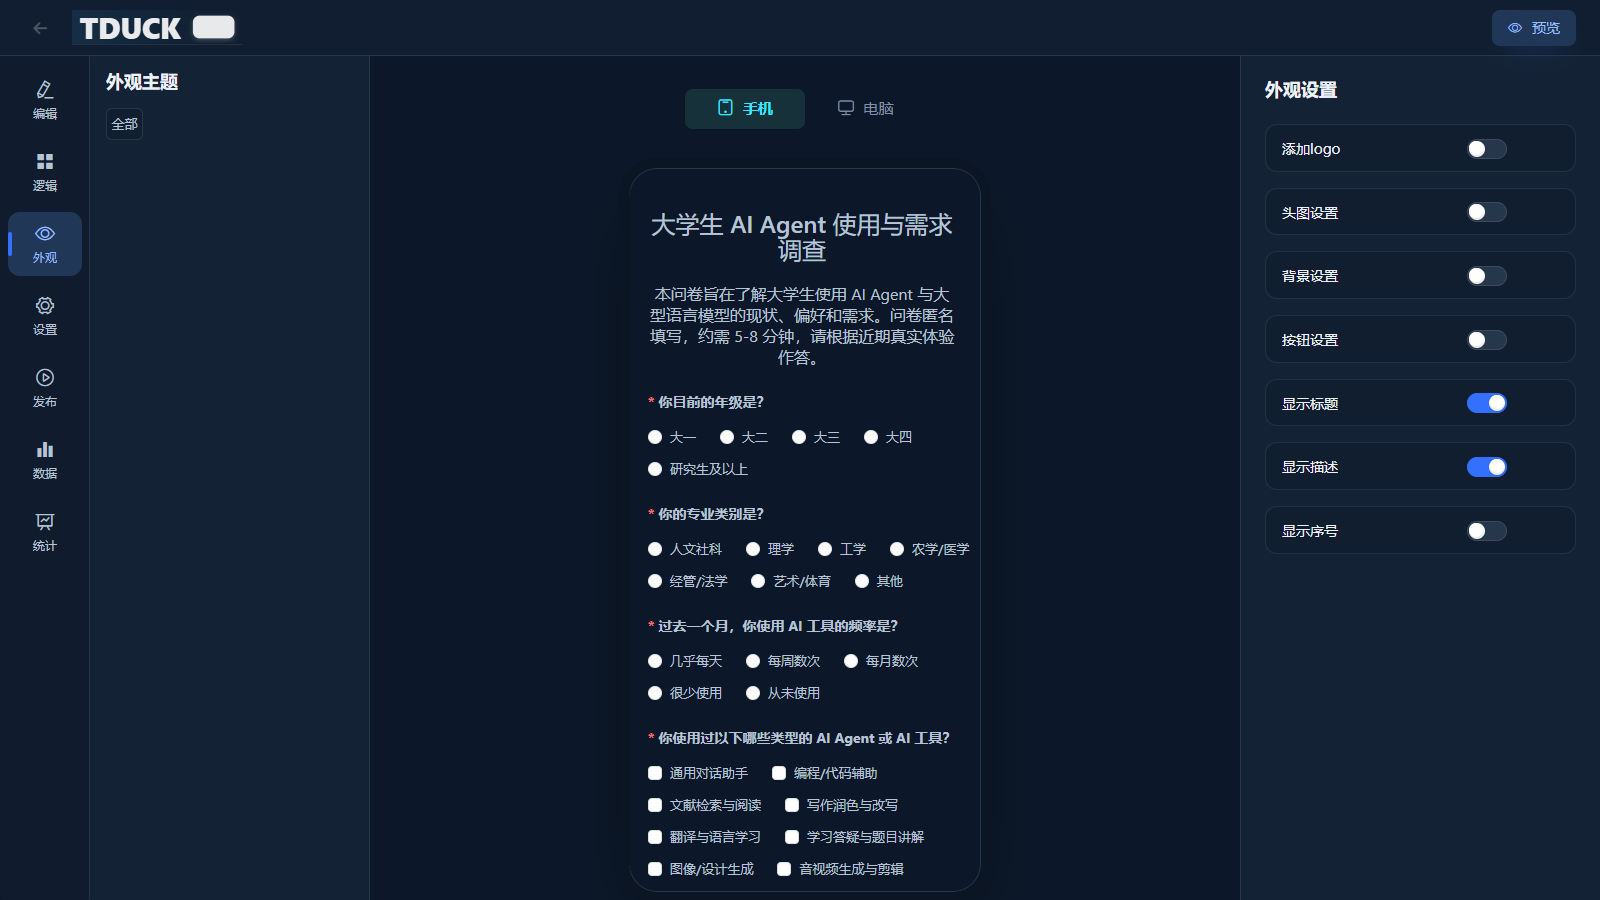 TDUCK
预览
编辑
逻辑
外观
设置
发布
数据
统计
外观主题
全部
手机
电脑
大学生 AI Agent 使用与需求
调查
本问卷旨在了解大学生使用 AI Agent 与大
型语言模型的现状、偏好和需求。问卷匿名
填写，约需 5-8 分钟，请根据近期真实体验
作答。
* 你目前的年级是？
大一 大二 大三 大四
研究生及以上
* 你的专业类别是？
人文社科 理学 工学 农学/医学
经管/法学 艺术/体育 其他
* 过去一个月，你使用 AI 工具的频率是？
几乎每天 每周数次 每月数次
很少使用 从未使用
* 你使用过以下哪些类型的 AI Agent 或 AI 工具？
通用对话助手 编程/代码辅助
文献检索与阅读 写作润色与改写
翻译与语言学习 学习答疑与题目讲解
图像/设计生成 音视频生成与剪辑
外观设置
添加logo
头图设置
背景设置
按钮设置
显示标题
显示描述
显示序号